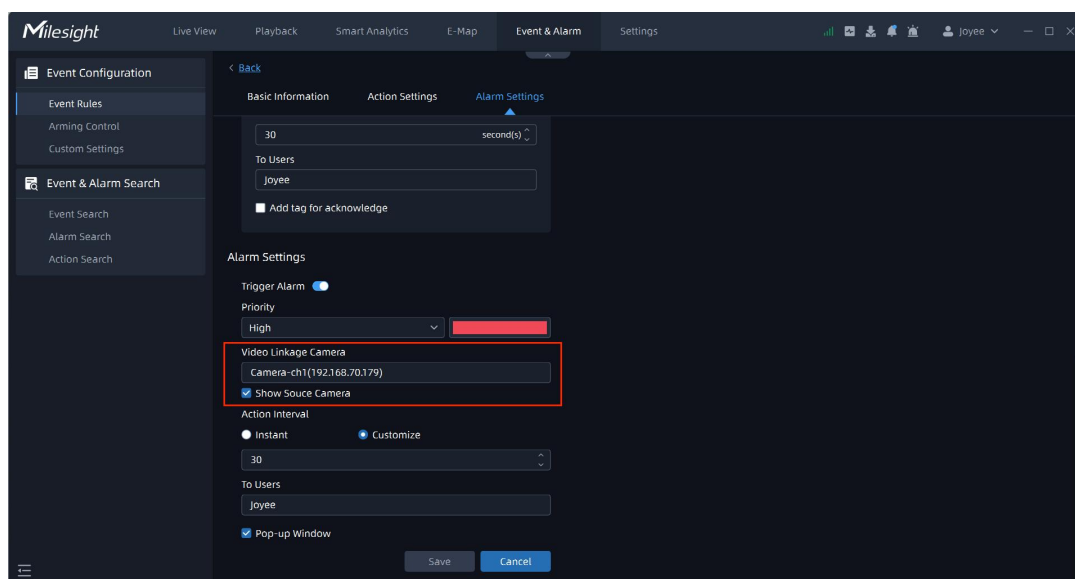 Milesight Live View Playback Smart Analytics E-Map Event & Alarm Settings Joyee
Event Configuration
Event Rules
Arming Control
Custom Settings
Event & Alarm Search
Event Search
Alarm Search
Action Search
< Back
Basic Information Action Settings Alarm Settings
30 second(s)
To Users
Joyee
Add tag for acknowledge
Alarm Settings
Trigger Alarm
Priority
High
Video Linkage Camera
Camera-ch1(192.168.70.179)
Show Souce Camera
Action Interval
Instant Customize
30
To Users
Joyee
Pop-up Window
Save Cancel